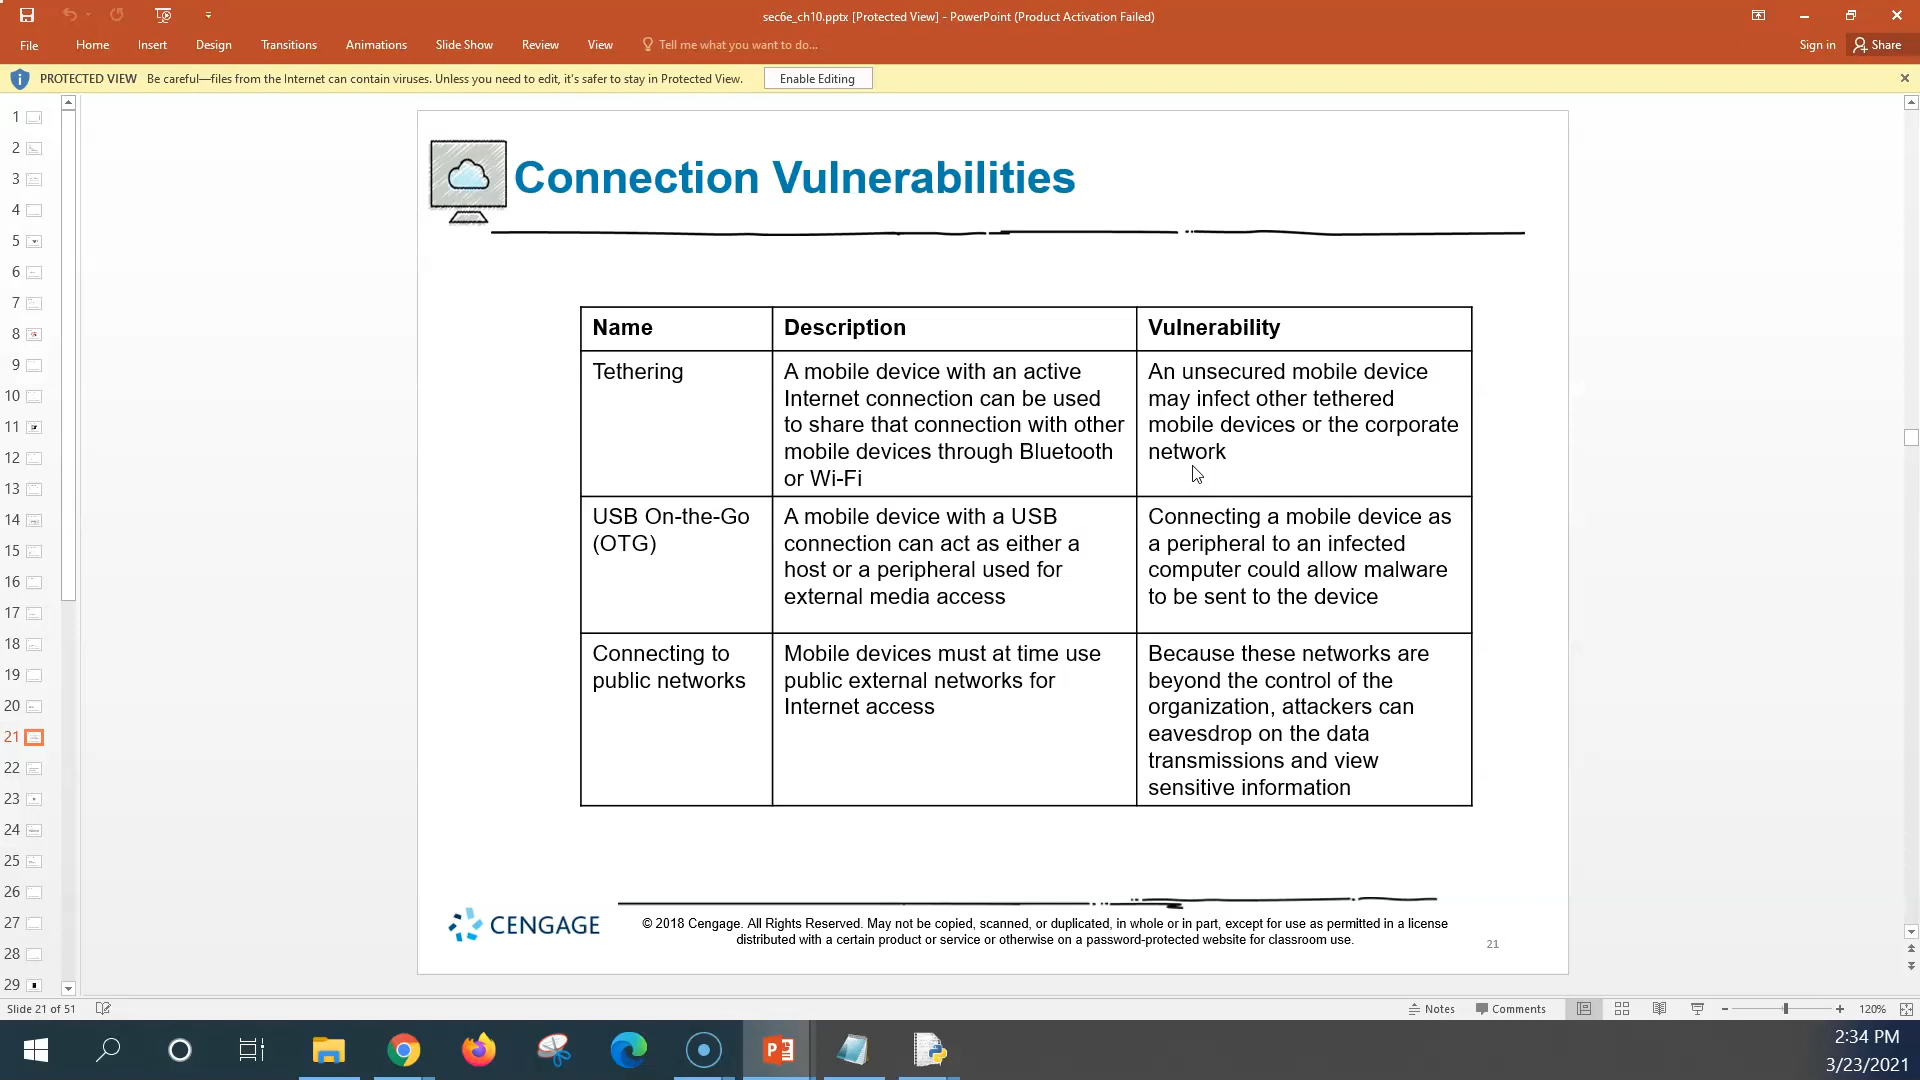 sec6e_ch10.pptx [Protected View] - PowerPoint (Product Activation Failed)
File
Home
Insert
Design
Transitions
Animations
Slide Show
Review
View
Tell me what you want to do...
Sign in
Share
PROTECTED VIEW
Be careful—files from the Internet can contain viruses. Unless you need to edit, it's safer to stay in Protected View.
Enable Editing
1
2
3
4
5
6
7
8
9
10
11
12
13
14
15
16
17
18
19
20
21
22
23
24
25
26
27
28
29
Connection Vulnerabilities
Name
Description
Vulnerability
Tethering
A mobile device with an active
Internet connection can be used
to share that connection with other
mobile devices through Bluetooth
or Wi-Fi
An unsecured mobile device
may infect other tethered
mobile devices or the corporate
network
USB On-the-Go
(OTG)
A mobile device with a USB
connection can act as either a
host or a peripheral used for
external media access
Connecting a mobile device as
a peripheral to an infected
computer could allow malware
to be sent to the device
Connecting to
public networks
Mobile devices must at time use
public external networks for
Internet access
Because these networks are
beyond the control of the
organization, attackers can
eavesdrop on the data
transmissions and view
sensitive information
CENGAGE
© 2018 Cengage. All Rights Reserved. May not be copied, scanned, or duplicated, in whole or in part, except for use as permitted in a license
distributed with a certain product or service or otherwise on a password-protected website for classroom use.
21
Slide 21 of 51
Notes
Comments
120%
2:34 PM
3/23/2021